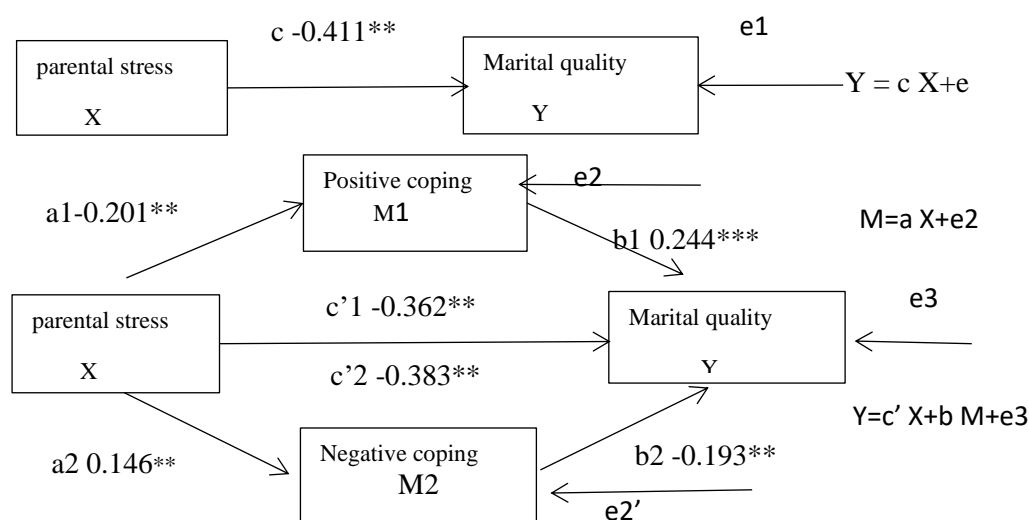 c -0.411**
e1
parental stress
X
Marital quality
Y
Y = c X+e
Positive coping
M1
e2
a1-0.201**
b1 0.244***
M=a X+e2
parental stress
X
c’1 -0.362**
c’2 -0.383**
Marital quality
Y
e3
Y=c’ X+b M+e3
a2 0.146**
Negative coping
M2
b2 -0.193**
e2’